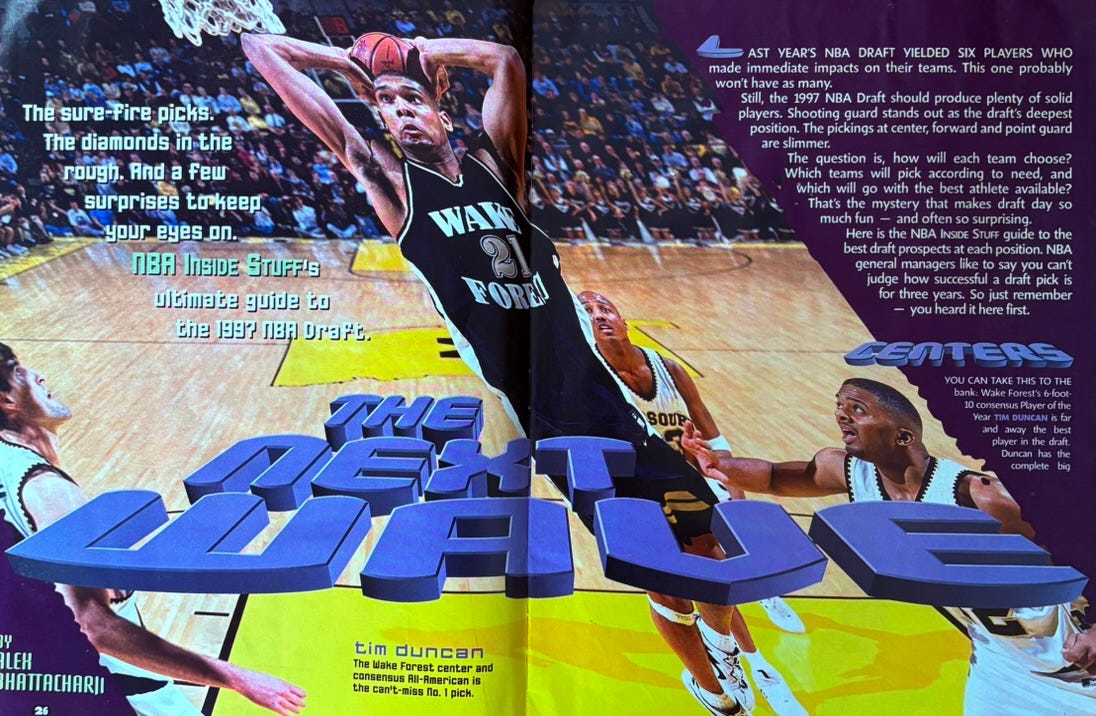 The sure-fire picks.
The diamonds in the
rough. And a few
surprises to keep
your eyes on.
NBA INSIDE STUFF's
ultimate guide to
the 1997 NBA Draft.
WAKE
21
FORE
LAST YEAR'S NBA DRAFT YIELDED SIX PLAYERS WHO
made immediate impacts on their teams. This one probably
won't have as many.
Still, the 1997 NBA Draft should produce plenty of solid
players. Shooting guard stands out as the draft's deepest
position. The pickings at center, forward and point guard
are slimmer.
The question is, how will each team choose?
Which teams will pick according to need, and
which will go with the best athlete available?
That's the mystery that makes draft day so
much fun — and often so surprising.
Here is the NBA INSIDE STUFF guide to the
best draft prospects at each position. NBA
general managers like to say you can't
judge how successful a draft pick is
for three years. So just remember
— you heard it here first.
CENTERS
YOU CAN TAKE THIS TO THE
bank: Wake Forest's 6-foot-
10 consensus Player of the
Year TIM DUNCAN is far
and away the best
player in the draft.
Duncan has the
complete big
THE
NEXT
WAVE
BY
ALEX
BHATTACHARJI
tim duncan
The Wake Forest center and
consensus All-American is
the can't-miss No. 1 pick.
26